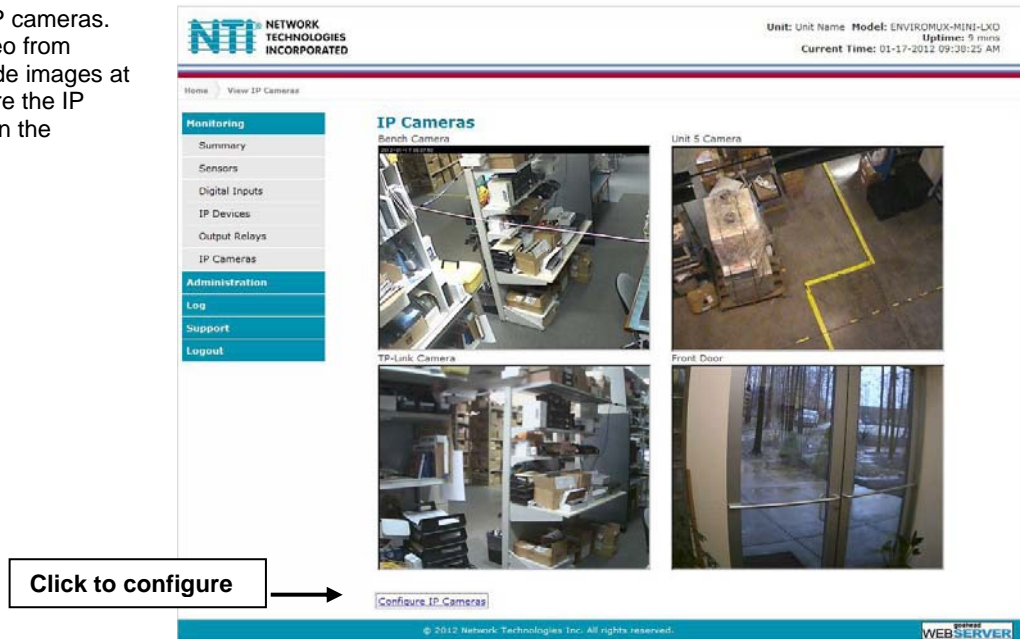 P cameras.
eo from
de images at
re the IP
n the
NTI NETWORK
TECHNOLOGIES
INCORPORATED
Unit: Unit Name Model: ENVIROMUX-MINI-LXO
Uptime: 9 mins
Current Time: 01-17-2012 09:38:25 AM
Home View IP Cameras
Monitoring
Summary
Sensors
Digital Inputs
IP Devices
Output Relays
IP Cameras
Administration
Log
Support
Logout
IP Cameras
Bench Camera
Unit 5 Camera
TP-Link Camera
Front Door
Click to configure
Configure IP Cameras
© 2012 Network Technologies Inc. All rights reserved.
goahead
WEBSERVER